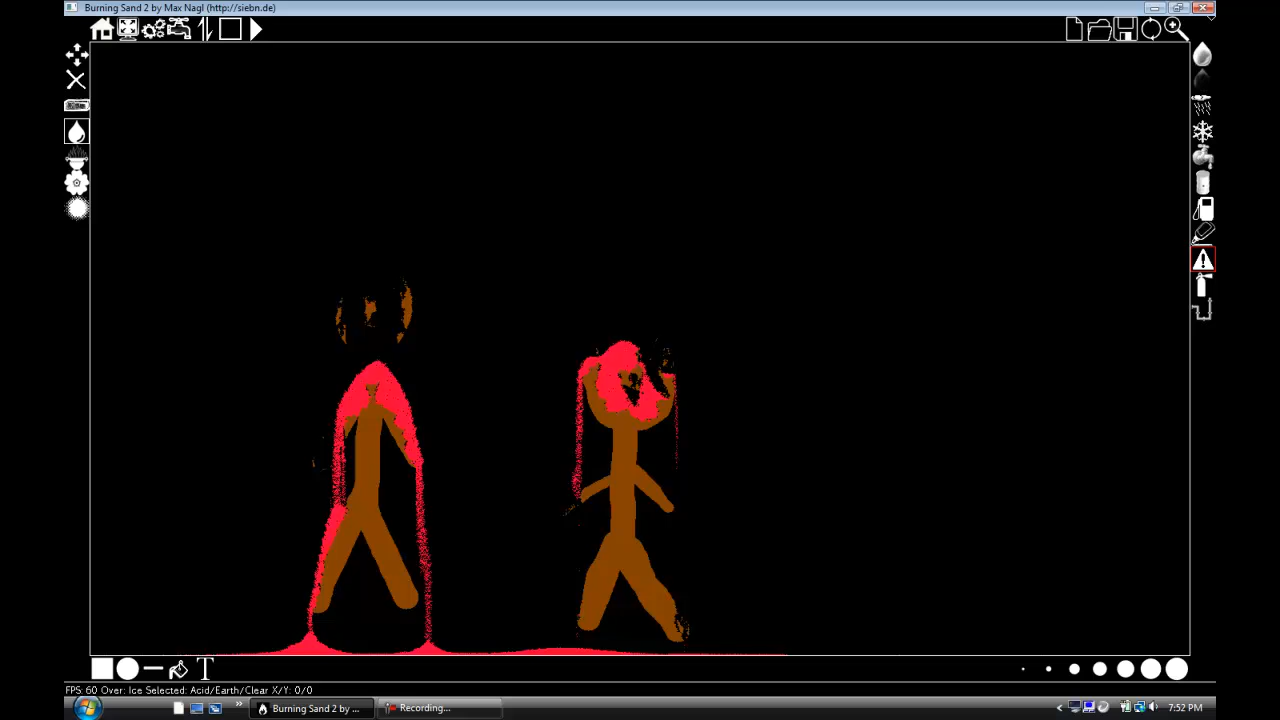 Burning Sand 2 by Max Nagl (http://siebn.de)
T
FPS: 60 Over: Ice Selected: Acid/Earth/Clear X/Y: 0/0
Burning Sand 2 by ...
Recording...
7:52 PM